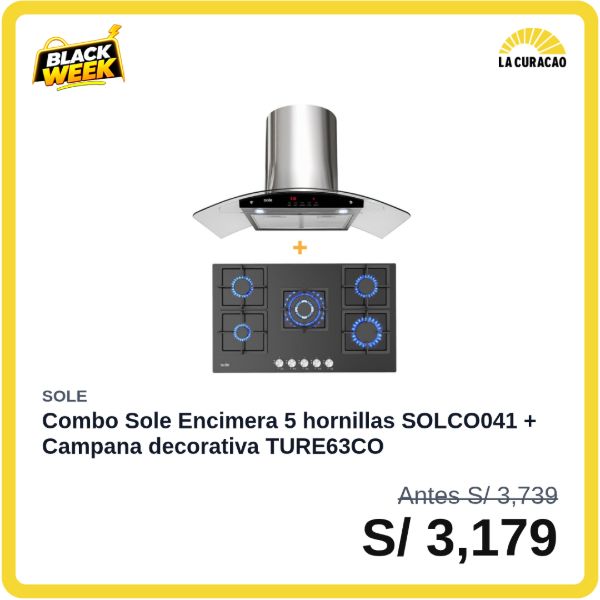 BLACK
WEEK
LA CURACAO
sole
sole
SOLE
Combo Sole Encimera 5 hornillas SOLCO041 +
Campana decorativa TURE63CO
Antes S/ 3,739
S/ 3,179